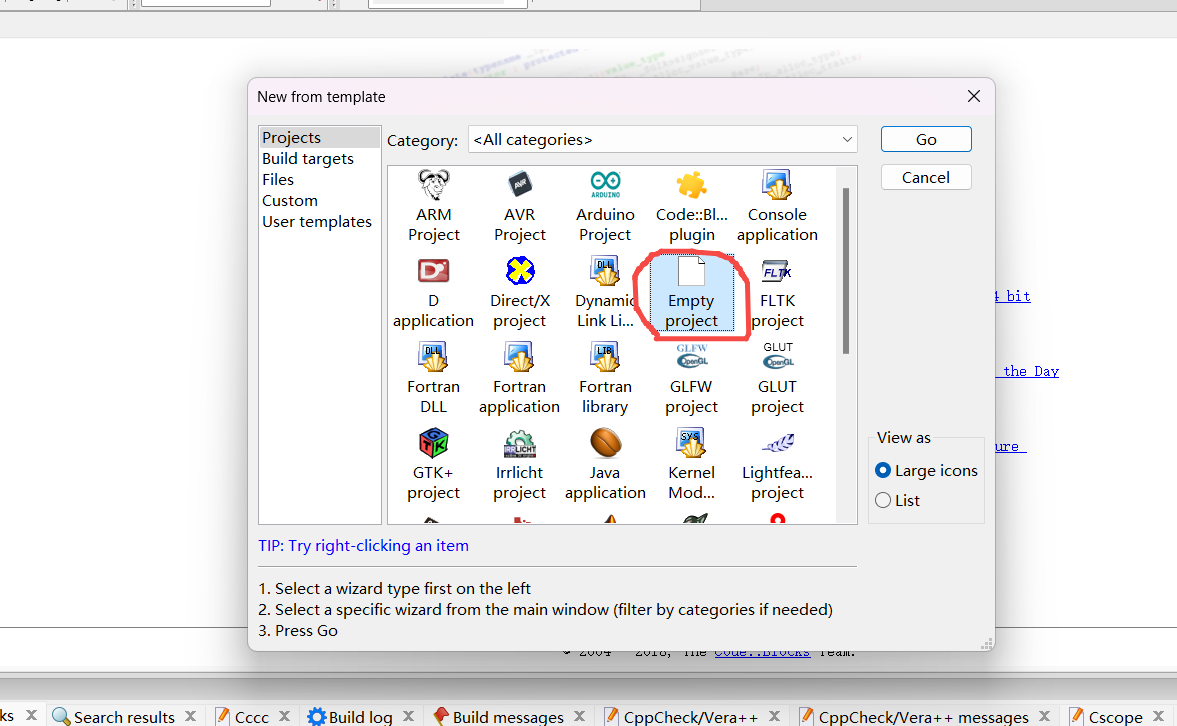 New from template
Projects
Build targets
Files
Custom
User templates
Category:
<All categories>
Go
Cancel
ARM
Project
AVR
Project
Arduino
Project
Code::Bl...
plugin
Console
application
D
application
Direct/X
project
Dynamic
Link Li...
Empty
project
FLTK
project
Fortran
DLL
Fortran
application
Fortran
library
GLFW
project
GLUT
project
GTK+
project
Irrlicht
project
Java
application
Kernel
Mod...
Lightfea...
project
View as
Large icons
List
TIP: Try right-clicking an item
1. Select a wizard type first on the left
2. Select a specific wizard from the main window (filter by categories if needed)
3. Press Go
4 bit
the Day
ure
2004 2018, The Code::Blocks Team.
ks
Search results
Cccc
Build log
Build messages
CppCheck/Vera++
CppCheck/Vera++ messages
Cscope